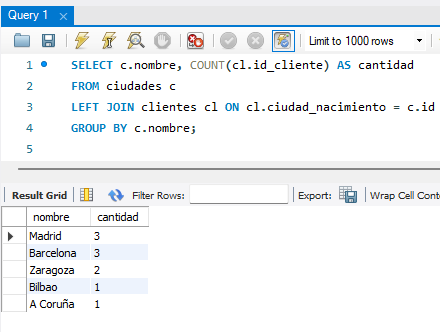 Query 1
Limit to 1000 rows
1 SELECT c.nombre, COUNT(cl.id_cliente) AS cantidad
2 FROM ciudades c
3 LEFT JOIN clientes cl ON cl.ciudad_nacimiento = c.id
4 GROUP BY c.nombre;
5
Result Grid Filter Rows: Export: Wrap Cell Conte
nombre cantidad
Madrid 3
Barcelona 3
Zaragoza 2
Bilbao 1
A Coruña 1